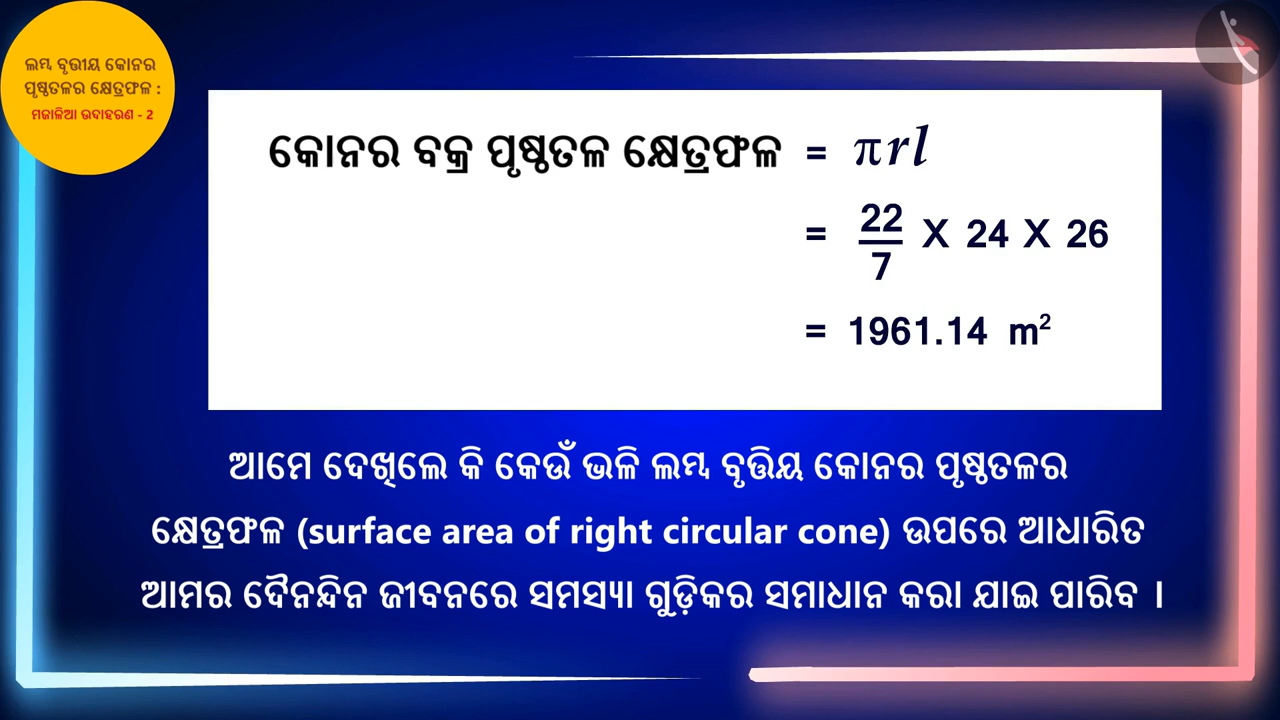 ଲମ୍ବ ବୃତ୍ତୀୟ କୋନର
ପୃଷ୍ଠତଳର କ୍ଷେତ୍ରଫଳ :
ମଜାଳିଆ ଉଦାହରଣ - 2
କୋନର ବକ୍ର ପୃଷ୍ଠତଳ କ୍ଷେତ୍ରଫଳ = πrl
= 22/7 X 24 X 26
= 1961.14 m²
ଆମେ ଦେଖିଲେ କି କେଉଁ ଭଳି ଲମ୍ବ ବୃତ୍ତିୟ କୋନର ପୃଷ୍ଠତଳର
କ୍ଷେତ୍ରଫଳ (surface area of right circular cone) ଉପରେ ଆଧାରିତ
ଆମର ଦୈନନ୍ଦିନ ଜୀବନରେ ସମସ୍ୟା ଗୁଡ଼ିକର ସମାଧାନ କରା ଯାଇ ପାରିବ ।